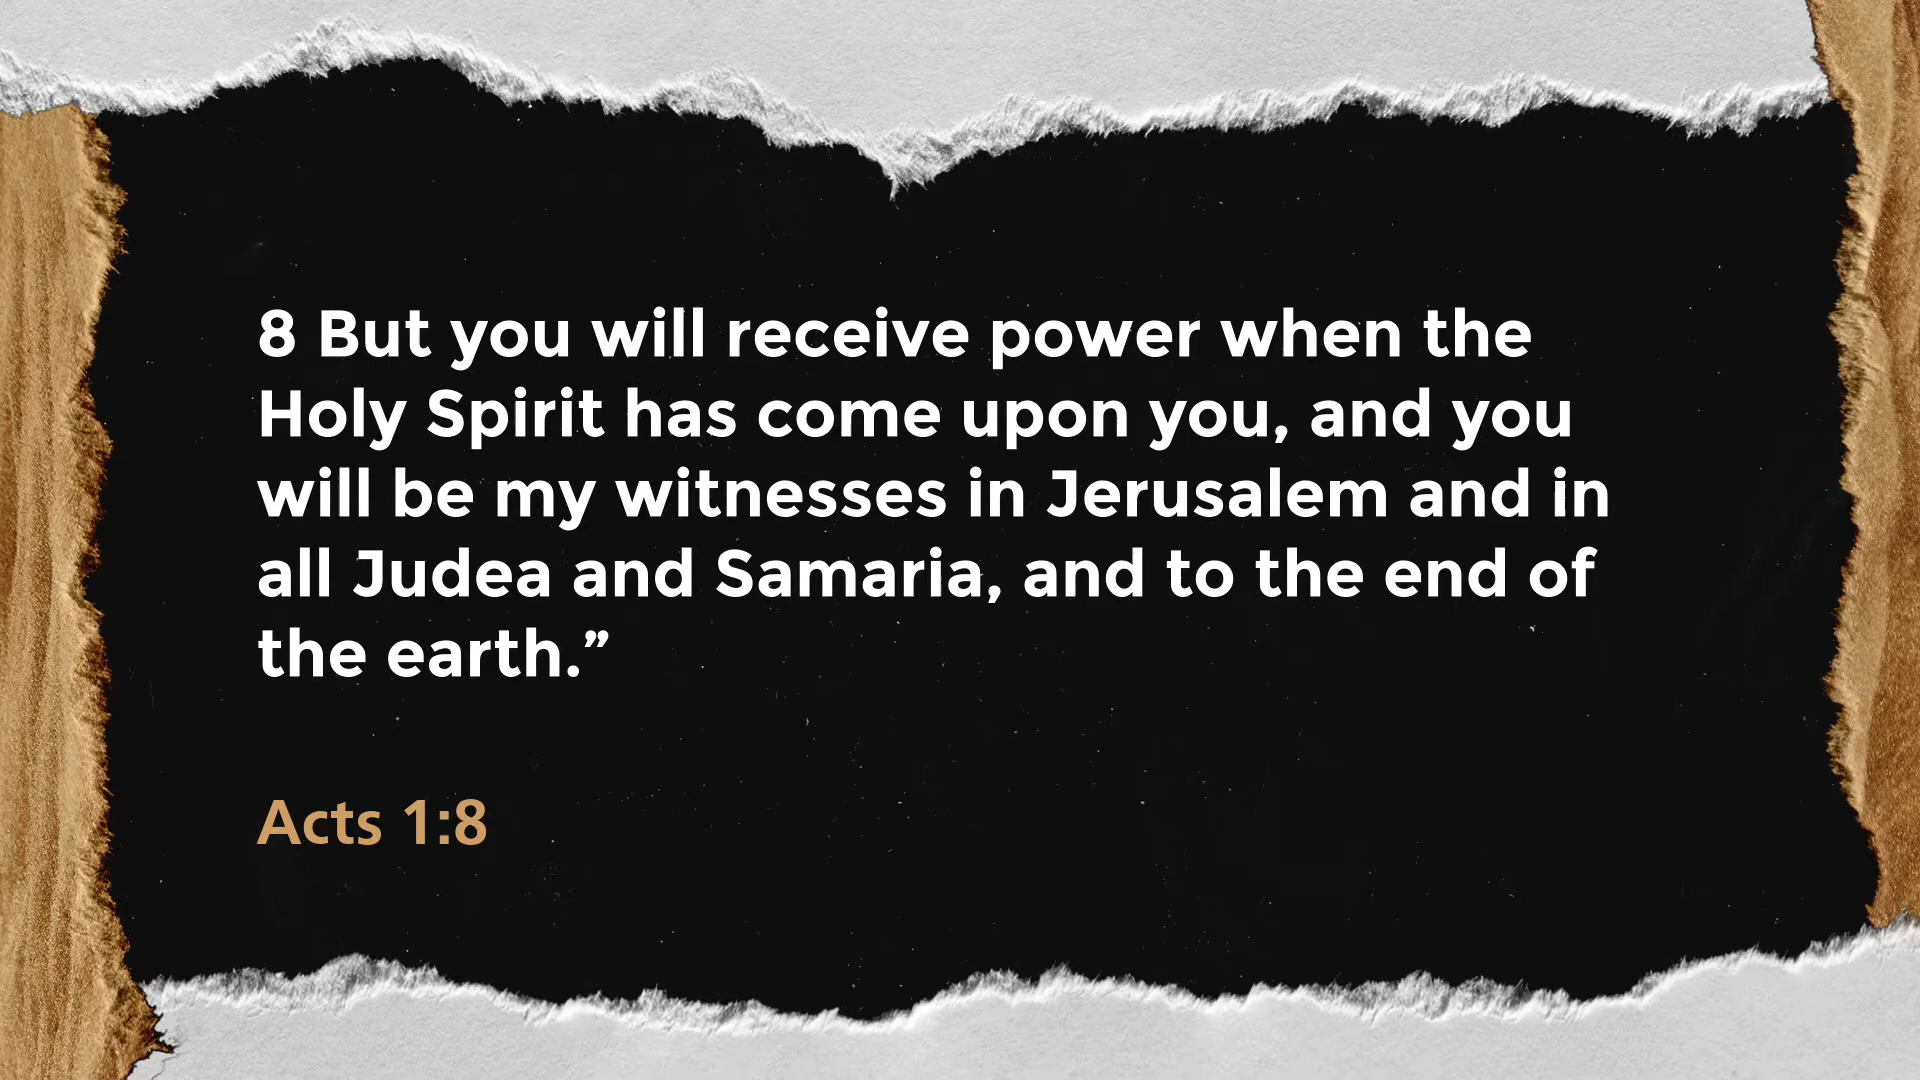 8 But you will receive power when the
Holy Spirit has come upon you, and you
will be my witnesses in Jerusalem and in
all Judea and Samaria, and to the end of
the earth.”
Acts 1:8